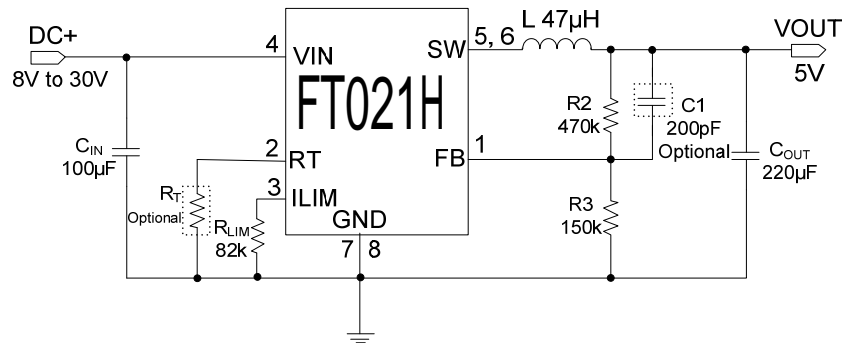 DC+
8V to 30V
CIN
100µF
4
VIN
FT021H
2
RT
3
ILIM
GND
7
8
RT
Optional
RLIM
82k
SW
5, 6
L 47µH
1
FB
R2
470k
R3
150k
C1
200pF
Optional
COUT
220µF
VOUT
5V